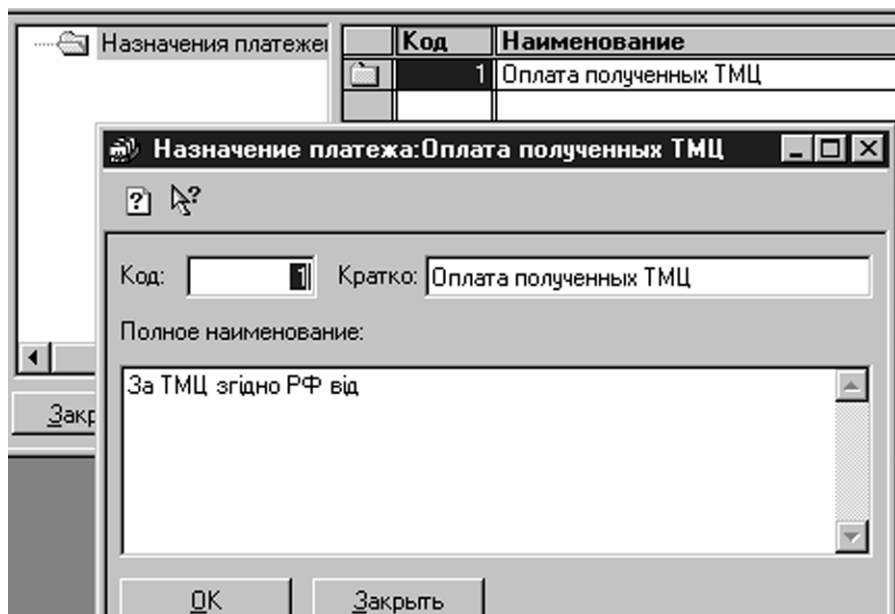 Назначения платежei
Код Наименование
1 Оплата полученных ТМЦ
Назначение платежа:Оплата полученных ТМЦ
Код: 1 Кратко: Оплата полученных ТМЦ
Полное наименование:
За ТМЦ згідно РФ від
Закр
OK Закрыть